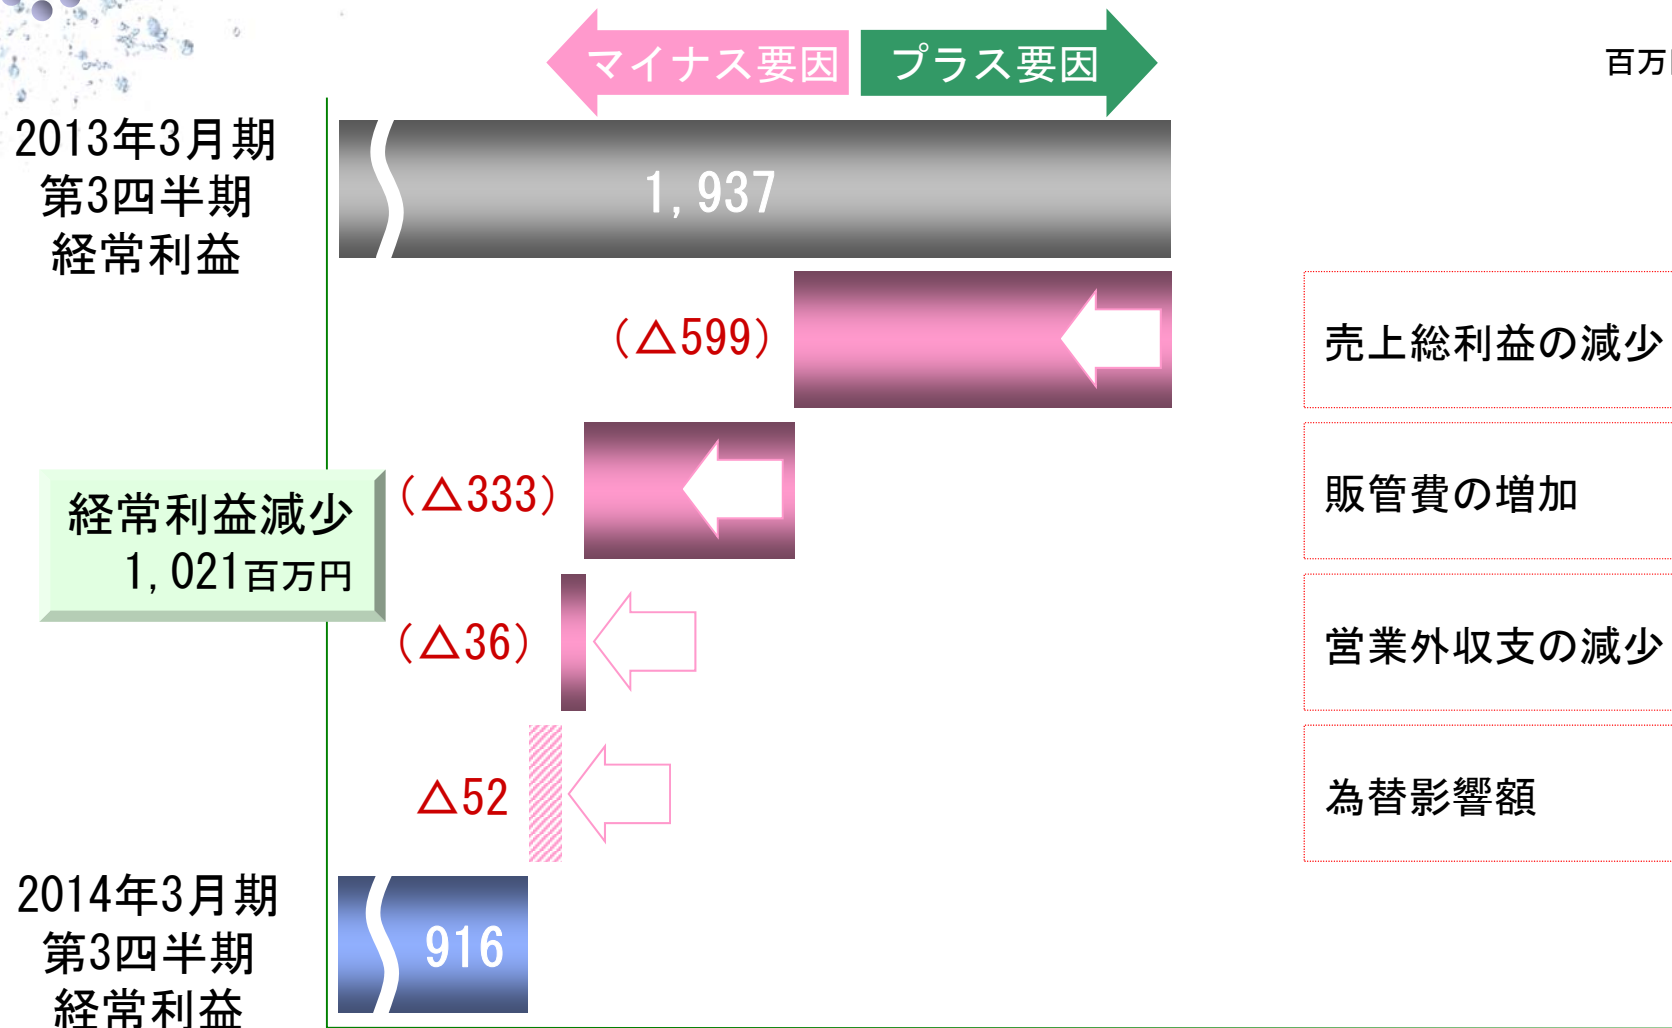 マイナス要因
プラス要因
百万
2013年3月期
第3四半期
経常利益
1,937
(△599)
売上総利益の減少
(△333)
販管費の増加
経常利益減少
1,021百万円
(△36)
営業外収支の減少
△52
為替影響額
2014年3月期
第3四半期
経常利益
916